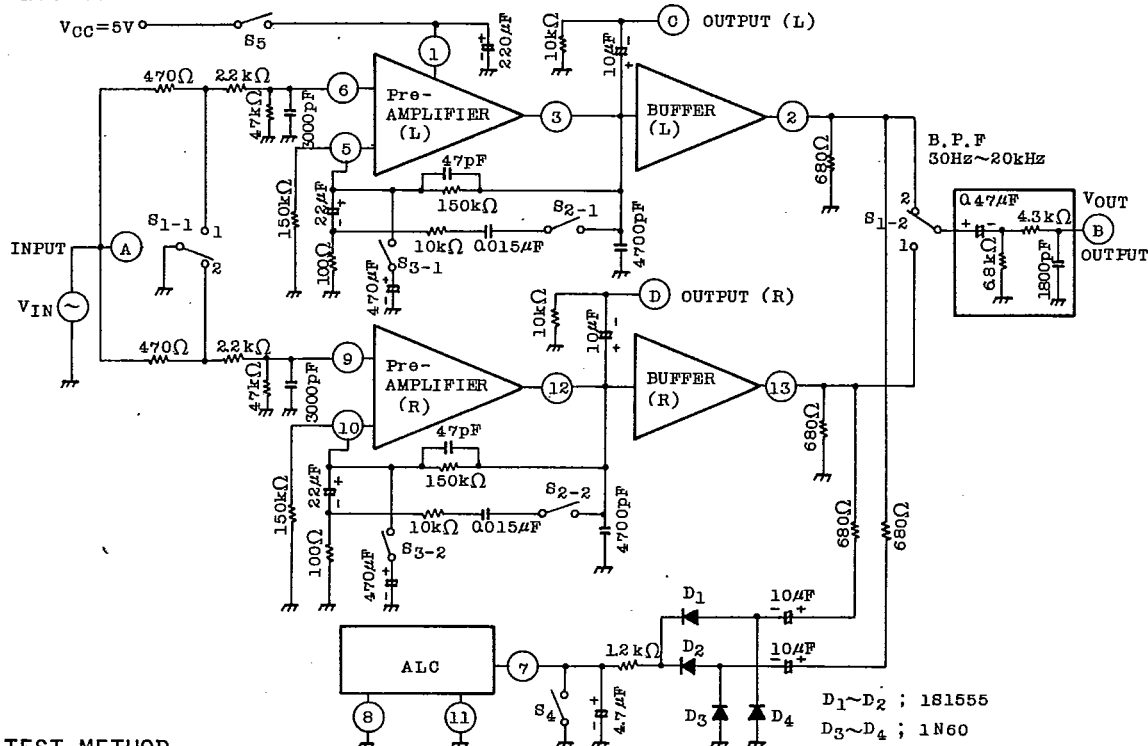 VCC=5V
S5
1
220μF
10kΩ
C
OUTPUT (L)
10μF
470Ω
2.2kΩ
6
47kΩ
3000pF
Pre-
AMPLIFIER
(L)
3
BUFFER
(L)
2
680Ω
B.P.F
30Hz~20kHz
5
150kΩ
22μF
100Ω
47pF
150kΩ
S2-1
10kΩ
0.015μF
4700pF
S3-1
470μF
INPUT
A
S1-1
1
2
VIN
S1-2
2
1
0.47μF
6.8kΩ
4.3kΩ
1800pF
VOUT
B
OUTPUT
10kΩ
D
OUTPUT (R)
10μF
470Ω
2.2kΩ
9
47kΩ
3000pF
Pre-
AMPLIFIER
(R)
12
BUFFER
(R)
13
680Ω
10
150kΩ
22μF
100Ω
47pF
150kΩ
S2-2
10kΩ
0.015μF
4700pF
S3-2
470μF
680Ω
680Ω
D1
10μF
D2
10μF
ALC
7
1.2kΩ
S4
4.7μF
D3
D4
8
11
D1~D2 ; 1S1555
D3~D4 ; 1N60
TEST METHOD